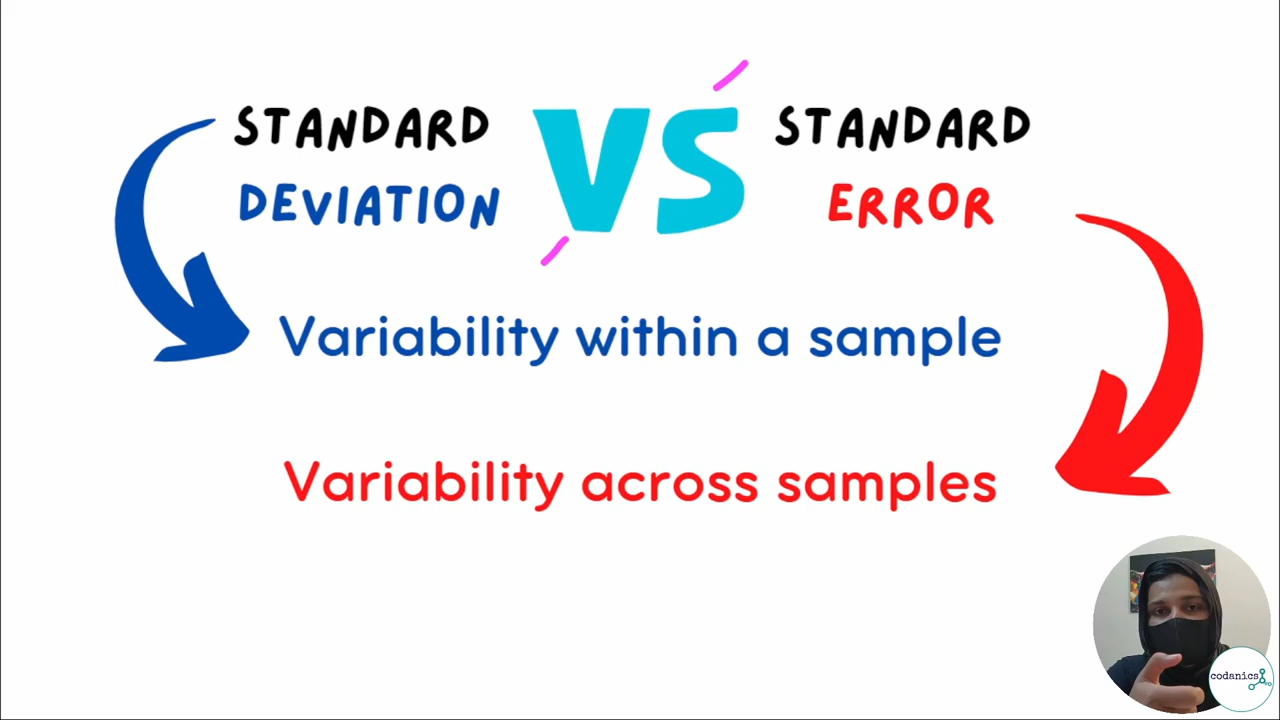 STANDARD DEVIATION VS STANDARD ERROR
Variability within a sample
Variability across samples
codanics